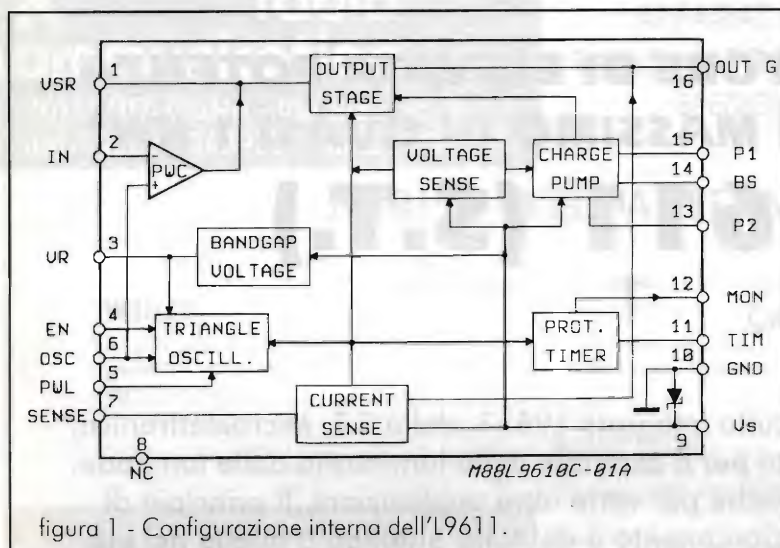 OUTPUT STAGE
VSR 1
16 OUT G
IN 2
PWC
- +
VOLTAGE SENSE
CHARGE PUMP
15 P1
14 BS
13 P2
VR 3
BANDGAP VOLTAGE
12 MON
EN 4
OSC 6
PWL 5
TRIANGLE OSCILL.
PROT. TIMER
11 TIM
10 GND
SENSE 7
CURRENT SENSE
Vs 9
8 NC
M88L9610C-01A
figura 1 - Configurazione interna dell'L9611.